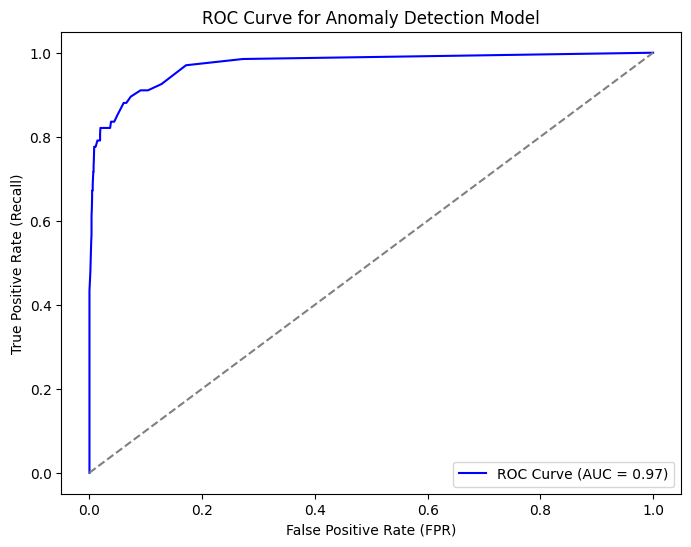 ROC Curve for Anomaly Detection Model
True Positive Rate (Recall)
1.0
0.8
0.6
0.4
0.2
0.0
0.0 0.2 0.4 0.6 0.8 1.0
False Positive Rate (FPR)
ROC Curve (AUC = 0.97)